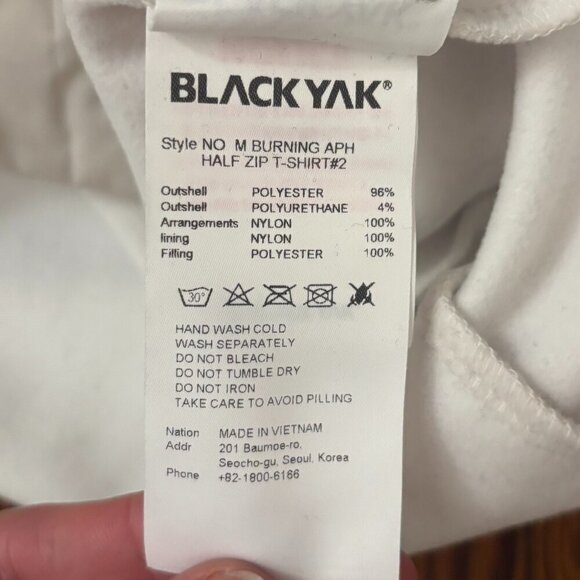 BLACKYAK®
Style NO M BURNING APH
HALF ZIP T-SHIRT#2
Outshell POLYESTER 96%
Outshell POLYURETHANE 4%
Arrangements NYLON 100%
lining NYLON 100%
Filling POLYESTER 100%
30°
HAND WASH COLD
WASH SEPARATELY
DO NOT BLEACH
DO NOT TUMBLE DRY
DO NOT IRON
TAKE CARE TO AVOID PILLING
Nation MADE IN VIETNAM
Addr 201 Baumoe-ro,
Seocho-gu, Seoul, Korea
Phone +82-1800-6166